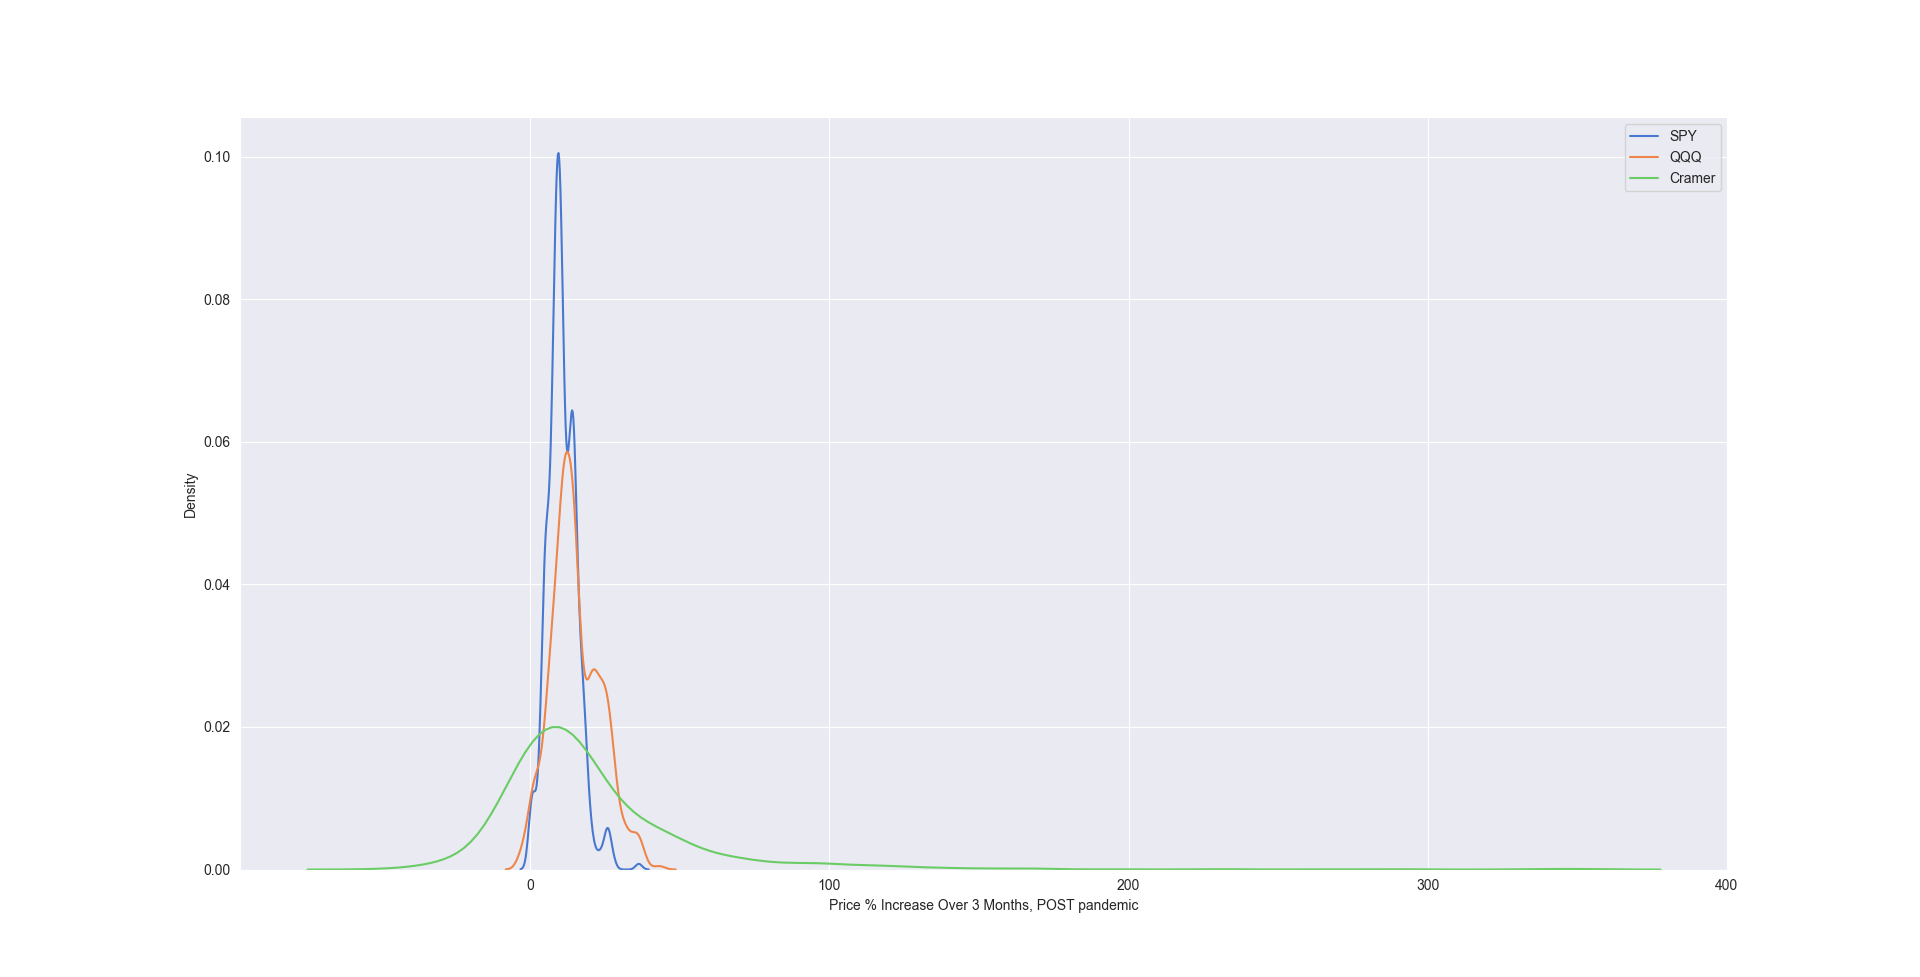 SPY
QQQ
Cramer
0.10
0.08
0.06
0.04
0.02
0.00
Density
0 100 200 300 400
Price % Increase Over 3 Months, POST pandemic